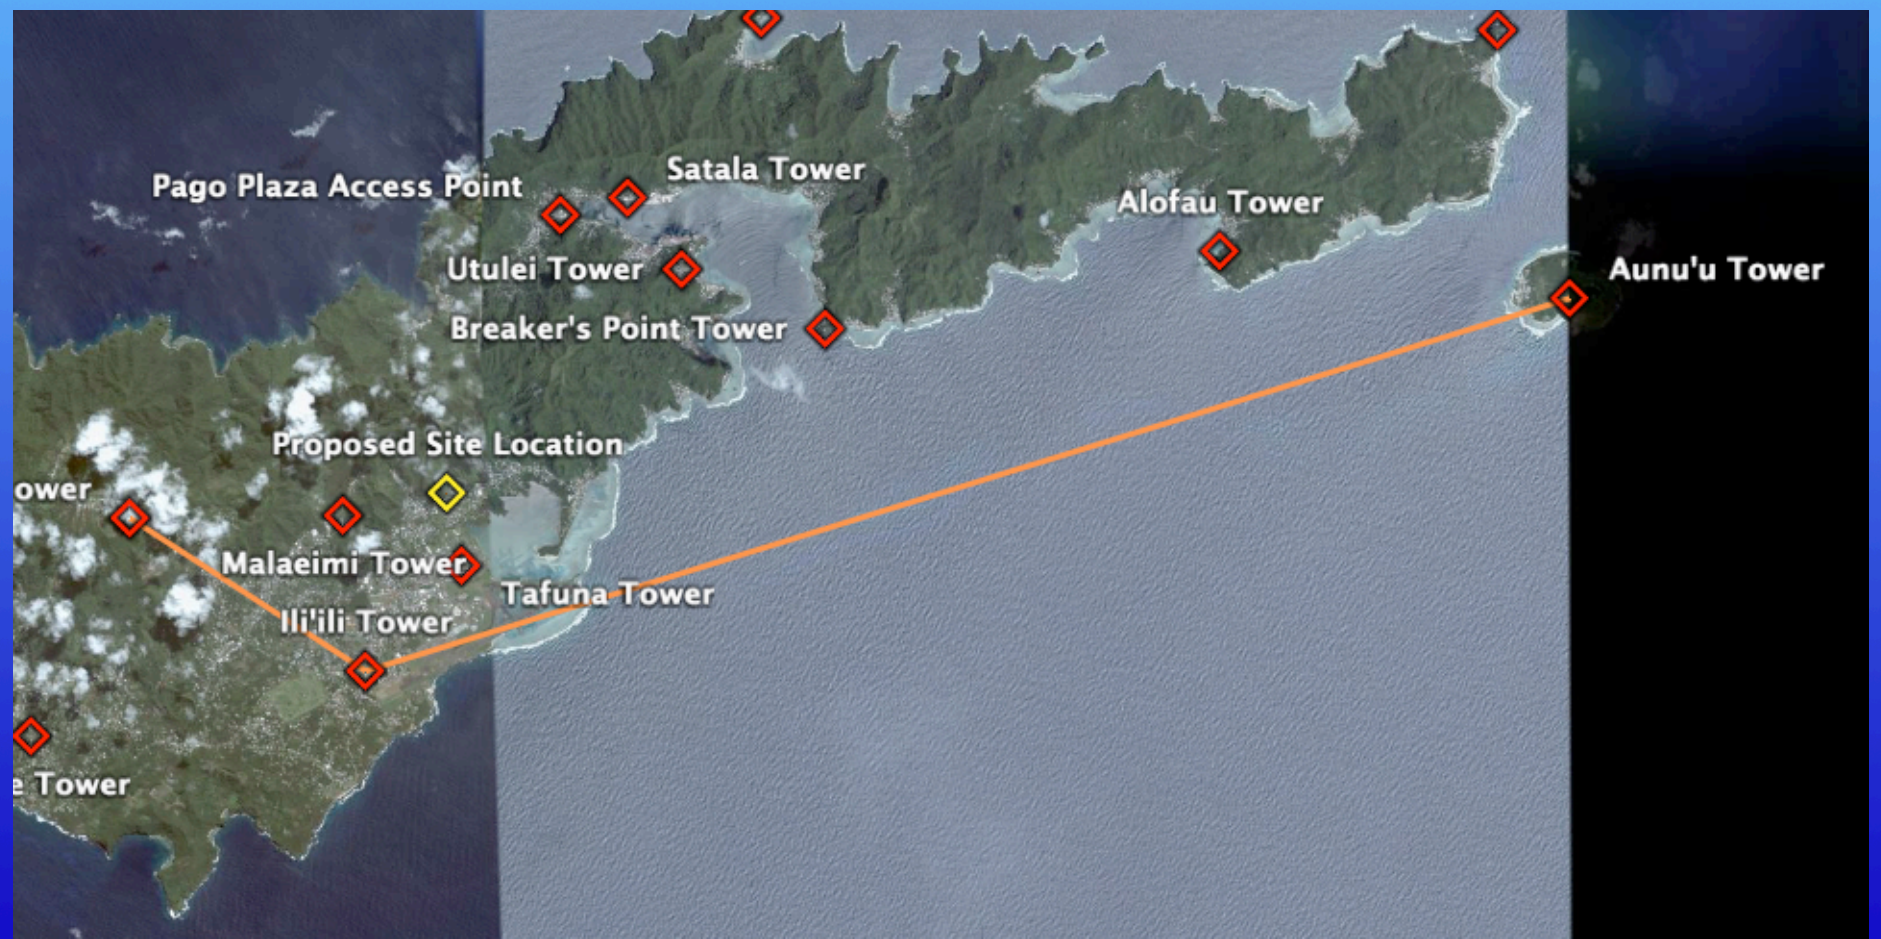 Satala Tower
Pago Plaza Access Point
Alofau Tower
Utulei Tower
Aunu'u Tower
Breaker's Point Tower
Proposed Site Location
ower
Malaeimi Tower
Tafuna Tower
Ili'ili Tower
e Tower